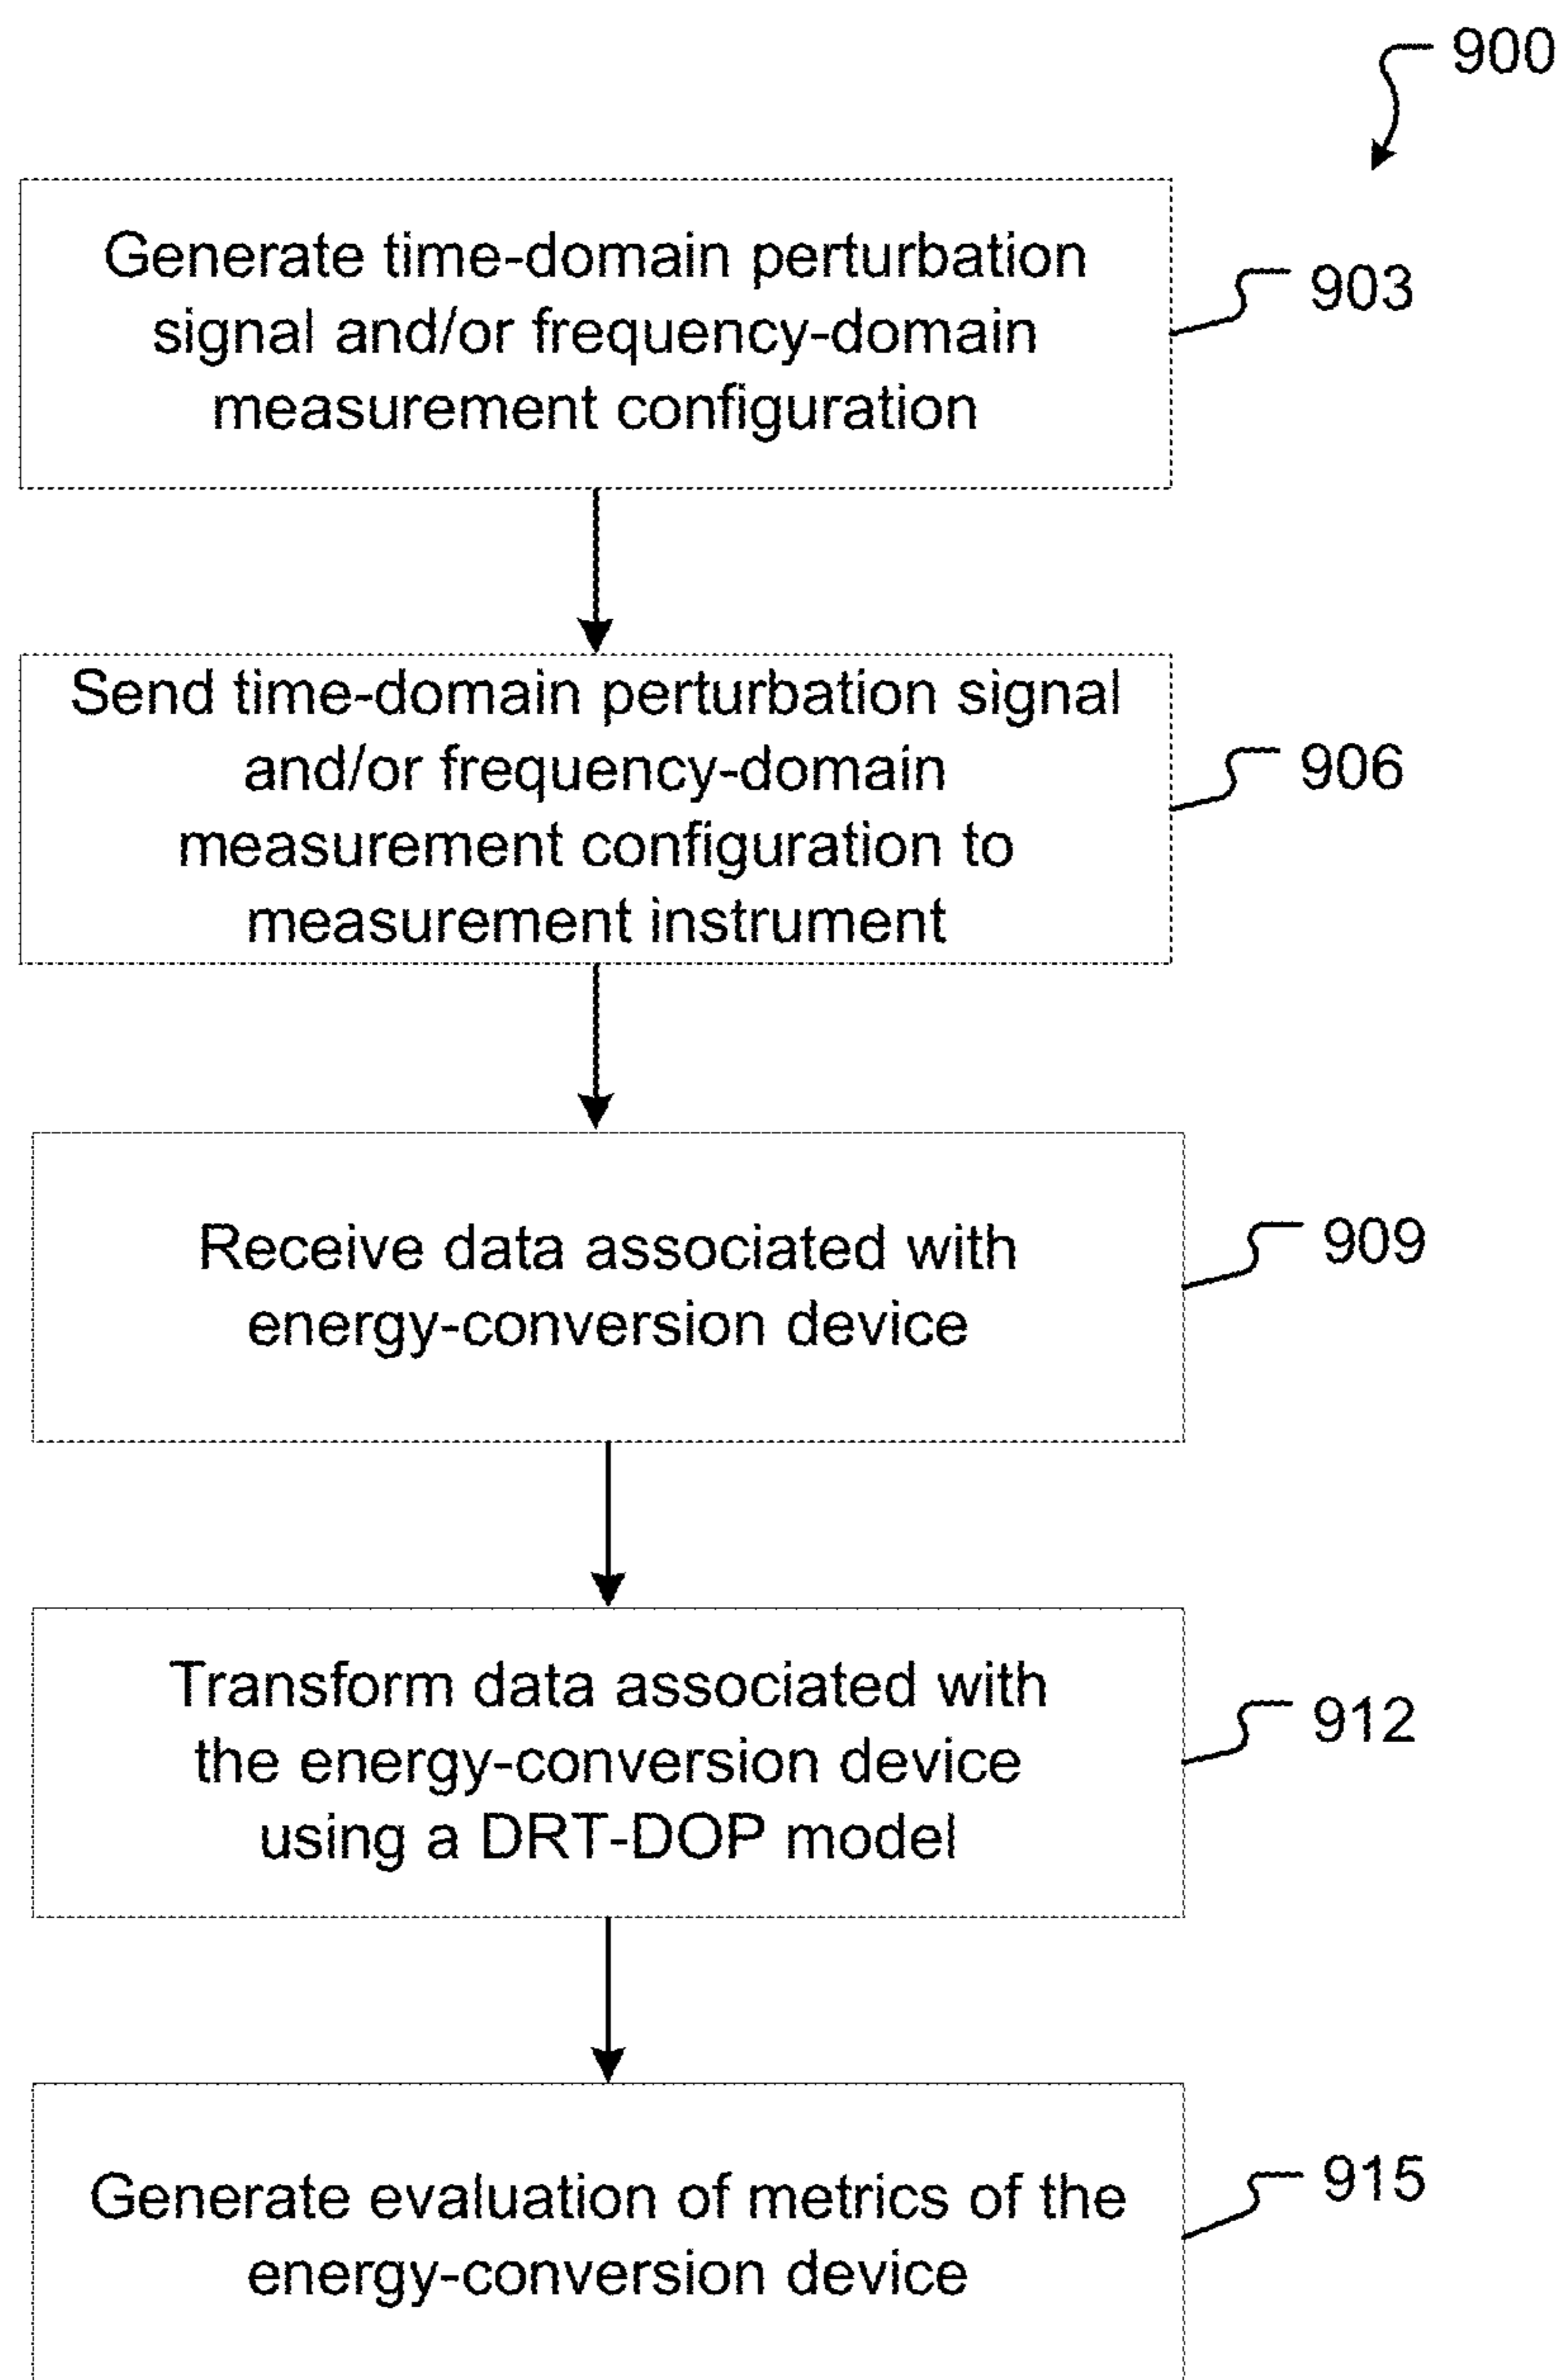 900
Generate time-domain perturbation
signal and/or frequency-domain
measurement configuration
903
Send time-domain perturbation signal
and/or frequency-domain
measurement configuration to
measurement instrument
906
Receive data associated with
energy-conversion device
909
Transform data associated with
the energy-conversion device
using a DRT-DOP model
912
Generate evaluation of metrics of the
energy-conversion device
915